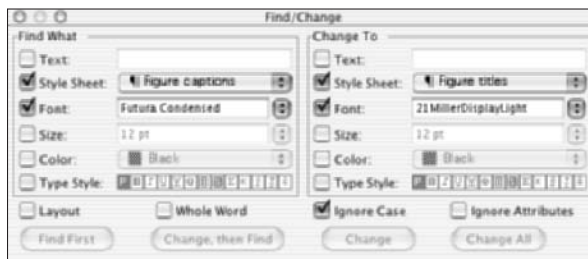 Find/Change
Find What
Text:
Style Sheet: ¶ Figure captions
Font: Futura Condensed
Size: 12 pt
Color: Black
Type Style:
Change To
Text:
Style Sheet: ¶ Figure titles
Font: 21MillerDisplayLight
Size: 12 pt
Color: Black
Type Style:
Layout Whole Word Ignore Case Ignore Attributes
Find First Change, then Find Change Change All